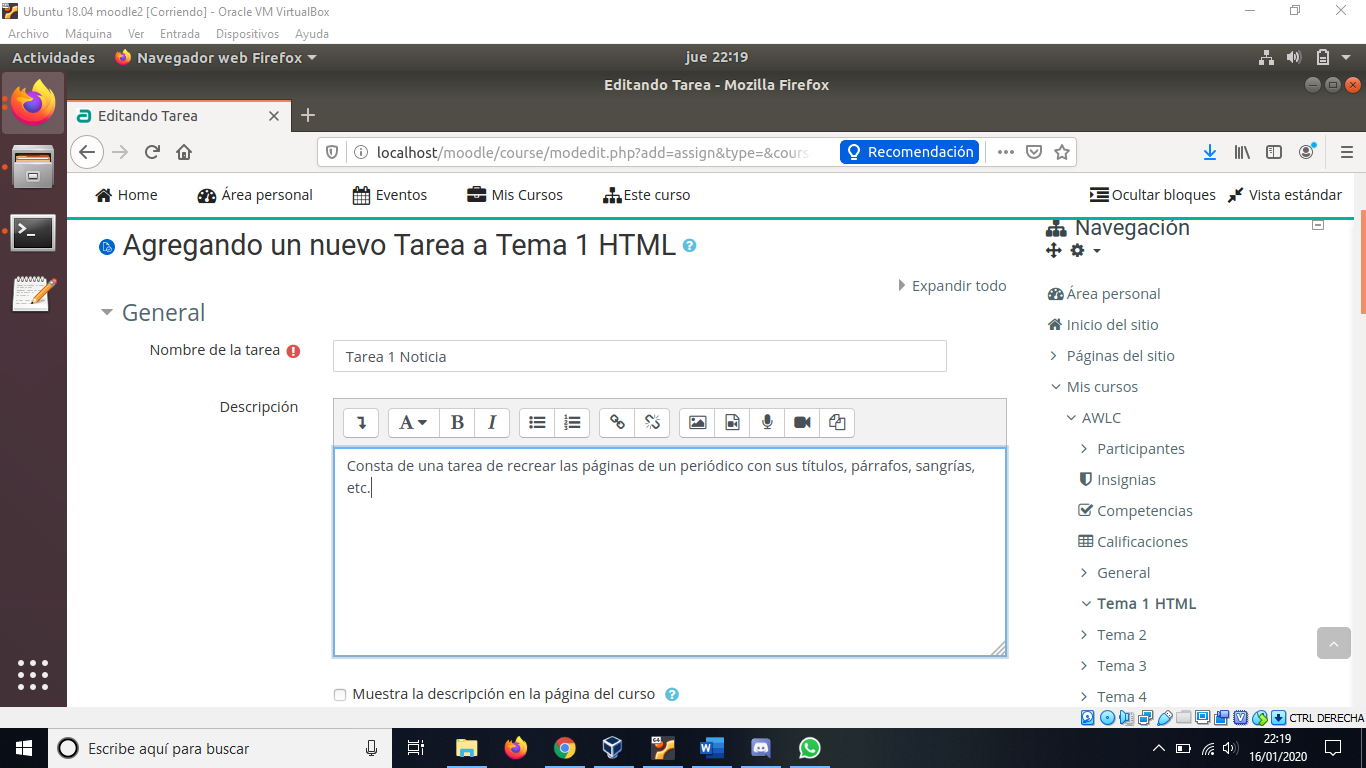 Ubuntu 18.04 moodle2 [Corriendo] - Oracle VM VirtualBox
Archivo Máquina Ver Entrada Dispositivos Ayuda
Actividades Navegador web Firefox jue 22:19
Editando Tarea - Mozilla Firefox
Editando Tarea
localhost/moodle/course/modedit.php?add=assign&type=&cours Recomendación
Home Área personal Eventos Mis Cursos Este curso Ocultar bloques Vista estándar
Agregando un nuevo Tarea a Tema 1 HTML
Expandir todo
General
Nombre de la tarea Tarea 1 Noticia
Descripción
A B I
Consta de una tarea de recrear las páginas de un periódico con sus títulos, párrafos, sangrías,
etc.
Muestra la descripción en la página del curso
Navegación
Área personal
Inicio del sitio
Páginas del sitio
Mis cursos
AWLC
Participantes
Insignias
Competencias
Calificaciones
General
Tema 1 HTML
Tema 2
Tema 3
Tema 4
CTRL DERECHA
Escribe aquí para buscar
22:19
16/01/2020